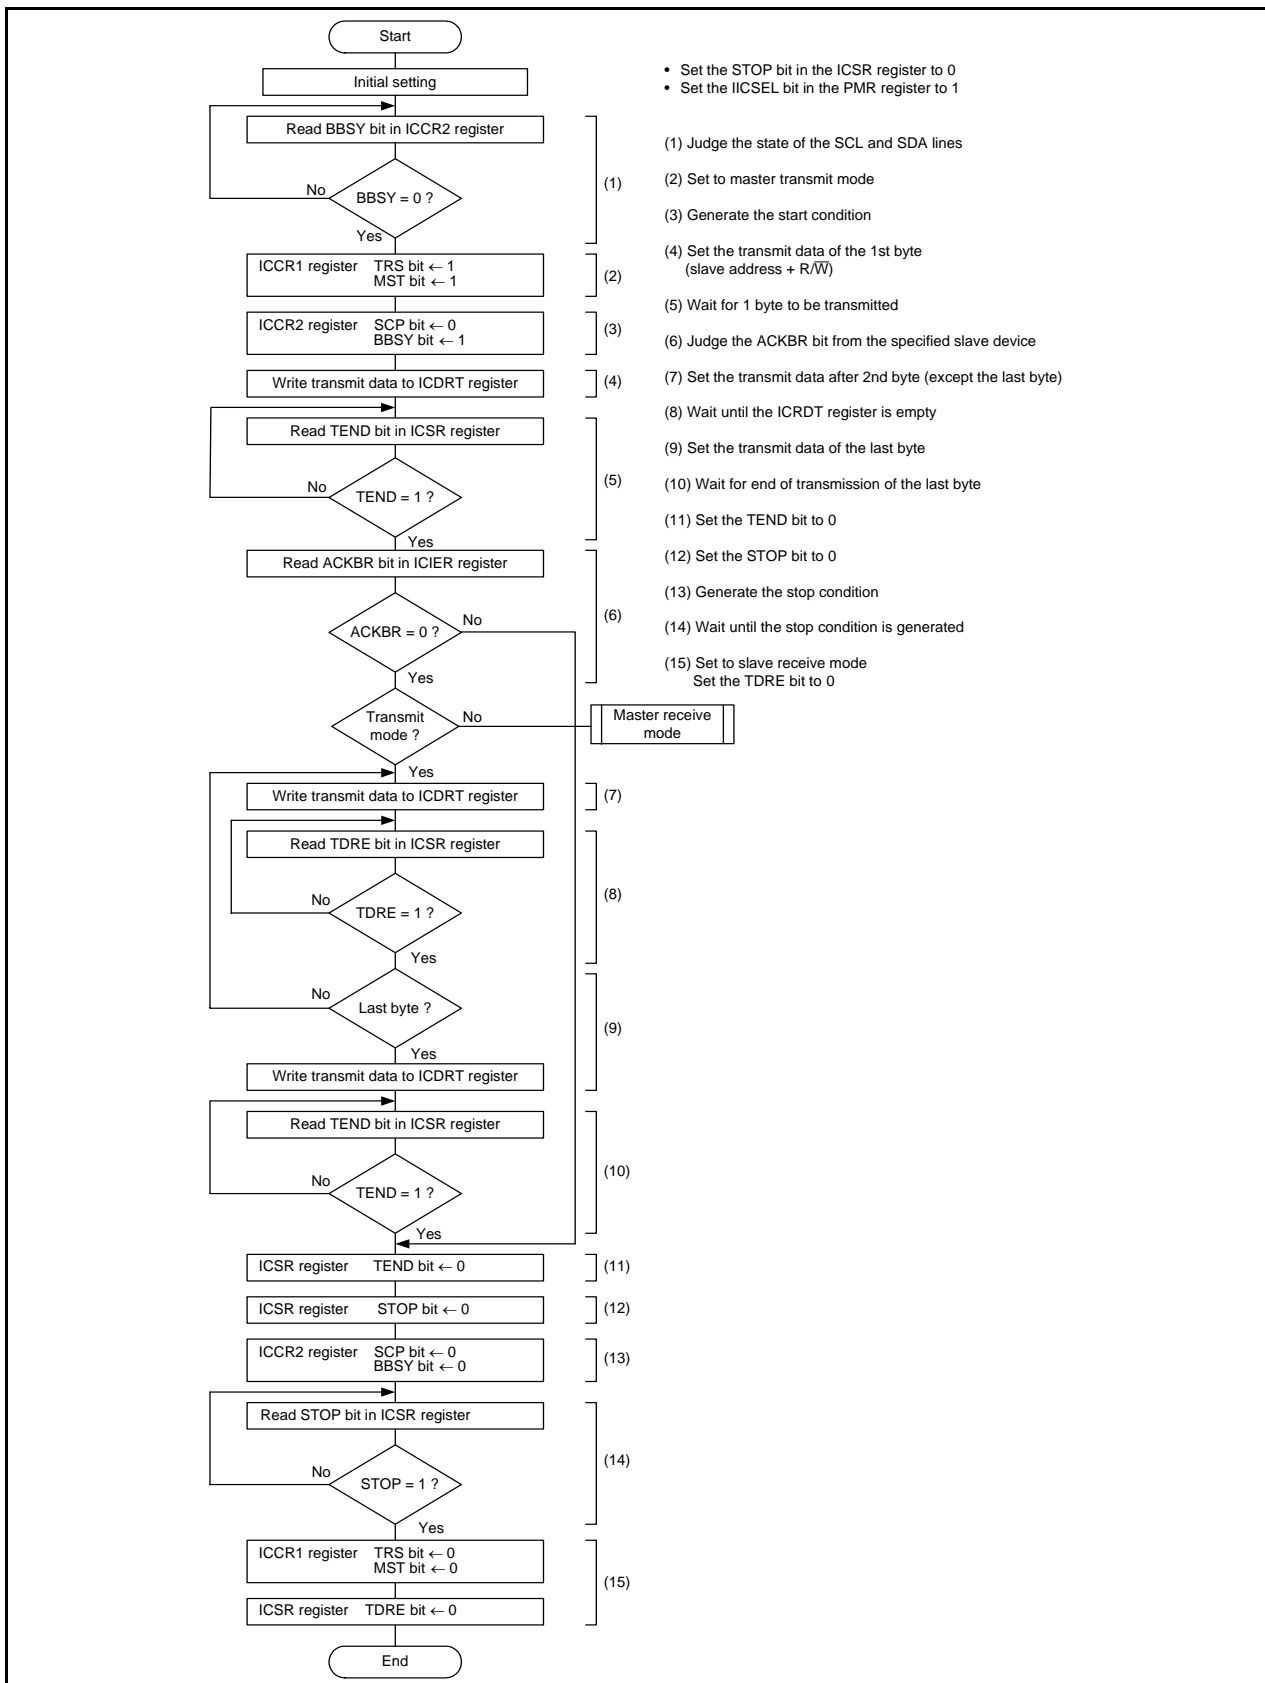 Start
Initial setting
Read BBSY bit in ICCR2 register
No
BBSY = 0 ?
Yes
(1)
ICCR1 register TRS bit ← 1
MST bit ← 1
(2)
ICCR2 register SCP bit ← 0
BBSY bit ← 1
(3)
Write transmit data to ICDRT register
(4)
Read TEND bit in ICSR register
No
TEND = 1 ?
Yes
(5)
Read ACKBR bit in ICIER register
ACKBR = 0 ?
No
Yes
(6)
Transmit
mode ?
No
Master receive
mode
Yes
Write transmit data to ICDRT register
(7)
Read TDRE bit in ICSR register
No
TDRE = 1 ?
Yes
(8)
No
Last byte ?
Yes
Write transmit data to ICDRT register
(9)
Read TEND bit in ICSR register
No
TEND = 1 ?
Yes
(10)
ICSR register TEND bit ← 0
(11)
ICSR register STOP bit ← 0
(12)
ICCR2 register SCP bit ← 0
BBSY bit ← 0
(13)
Read STOP bit in ICSR register
No
STOP = 1 ?
Yes
(14)
ICCR1 register TRS bit ← 0
MST bit ← 0
ICSR register TDRE bit ← 0
(15)
End
• Set the STOP bit in the ICSR register to 0
• Set the IICSEL bit in the PMR register to 1
(1) Judge the state of the SCL and SDA lines
(2) Set to master transmit mode
(3) Generate the start condition
(4) Set the transmit data of the 1st byte
(slave address + R/W̅)
(5) Wait for 1 byte to be transmitted
(6) Judge the ACKBR bit from the specified slave device
(7) Set the transmit data after 2nd byte (except the last byte)
(8) Wait until the ICRDT register is empty
(9) Set the transmit data of the last byte
(10) Wait for end of transmission of the last byte
(11) Set the TEND bit to 0
(12) Set the STOP bit to 0
(13) Generate the stop condition
(14) Wait until the stop condition is generated
(15) Set to slave receive mode
Set the TDRE bit to 0